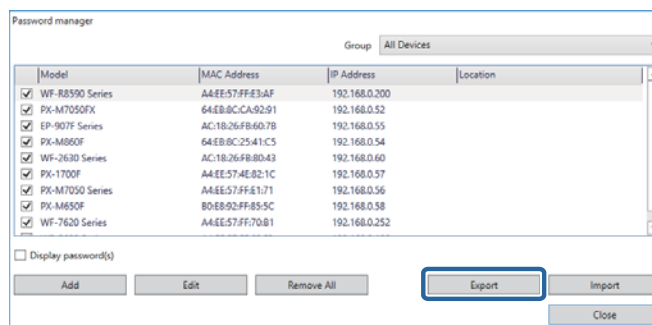 Password manager
Group All Devices
Model MAC Address IP Address Location
WF-R8590 Series A4:EE:57:FF:E3:AF 192.168.0.200
PX-M7050FX 64:EB:8C:CA:92:91 192.168.0.52
EP-907F Series AC:18:26:FB:60:7B 192.168.0.55
PX-M860F 64:EB:8C:25:41:C5 192.168.0.54
WF-2630 Series AC:18:26:FB:80:43 192.168.0.60
PX-1700F A4:EE:57:4E:82:1C 192.168.0.57
PX-M7050 Series A4:EE:57:FF:E1:71 192.168.0.56
PX-M650F B0:E8:92:FF:85:5C 192.168.0.58
WF-7620 Series A4:EE:57:FF:70:B1 192.168.0.252
Display password(s)
Add Edit Remove All Export Import
Close